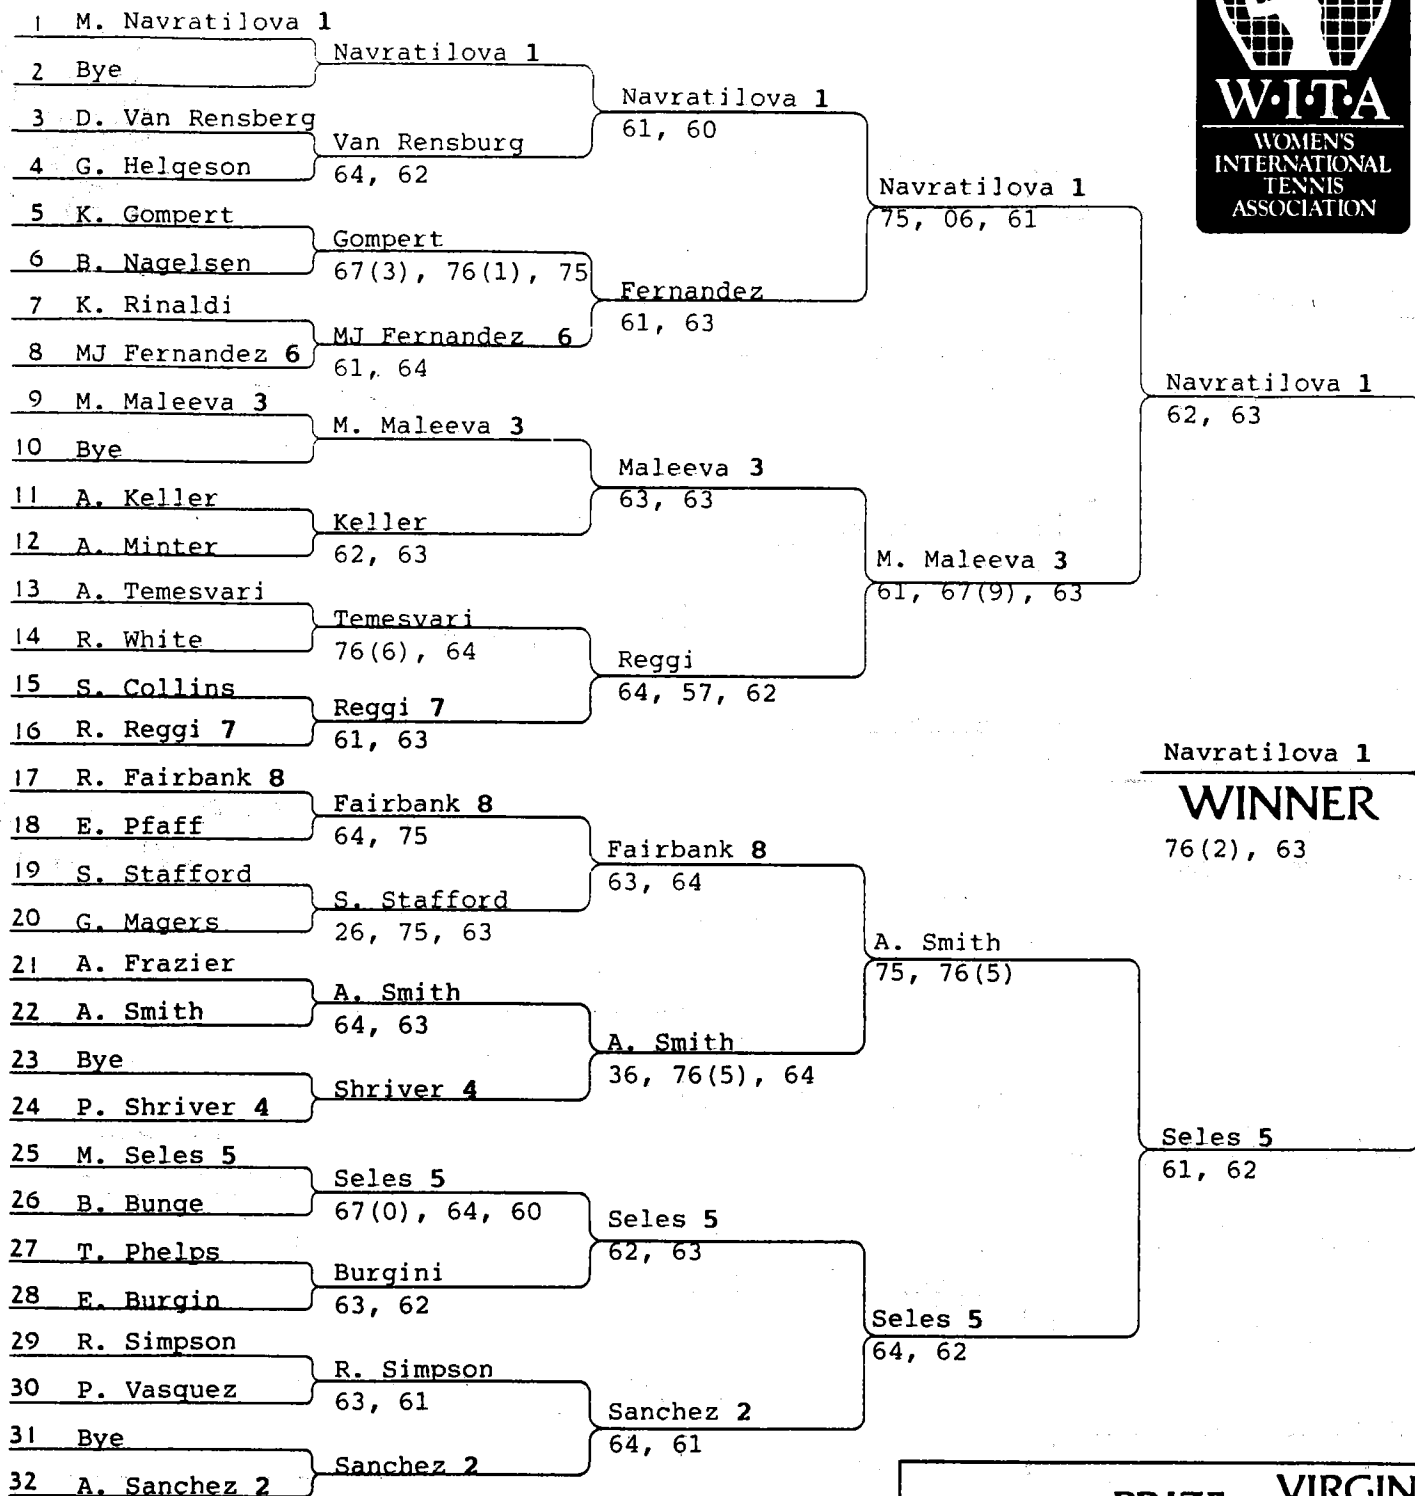 1 M. Navratilova 1
2 Bye
3 D. Van Rensberg
4 G. Helgeson
5 K. Gompert
6 B. Nagelsen
7 K. Rinaldi
8 MJ Fernandez 6
9 M. Maleeva 3
10 Bye
11 A. Keller
12 A. Minter
13 A. Temesvari
14 R. White
15 S. Collins
16 R. Reggi 7
17 R. Fairbank 8
18 E. Pfaff
19 S. Stafford
20 G. Magers
21 A. Frazier
22 A. Smith
23 Bye
24 P. Shriver 4
25 M. Seles 5
26 B. Bunge
27 T. Phelps
28 E. Burgin
29 R. Simpson
30 P. Vasquez
31 Bye
32 A. Sanchez 2
Navratilova 1
Van Rensburg
64, 62
Gompert
67(3), 76(1), 75
MJ Fernandez 6
61, 64
M. Maleeva 3
Keller
62, 63
Temesvari
76(6), 64
Reggi 7
61, 63
Fairbank 8
64, 75
S. Stafford
26, 75, 63
A. Smith
64, 63
Shriver 4
Seles 5
67(0), 64, 60
Burgini
63, 62
R. Simpson
63, 61
Sanchez 2
Navratilova 1
61, 60
Fernandez
61, 63
Maleeva 3
63, 63
Reggi
64, 57, 62
Fairbank 8
63, 64
A. Smith
36, 76(5), 64
Seles 5
62, 63
Sanchez 2
64, 61
Navratilova 1
75, 06, 61
M. Maleeva 3
61, 67(9), 63
A. Smith
75, 76(5)
Seles 5
64, 62
Navratilova 1
62, 63
Seles 5
61, 62
Navratilova 1
WINNER
76(2), 63
W·I·T·A
WOMEN'S
INTERNATIONAL
TENNIS
ASSOCIATION